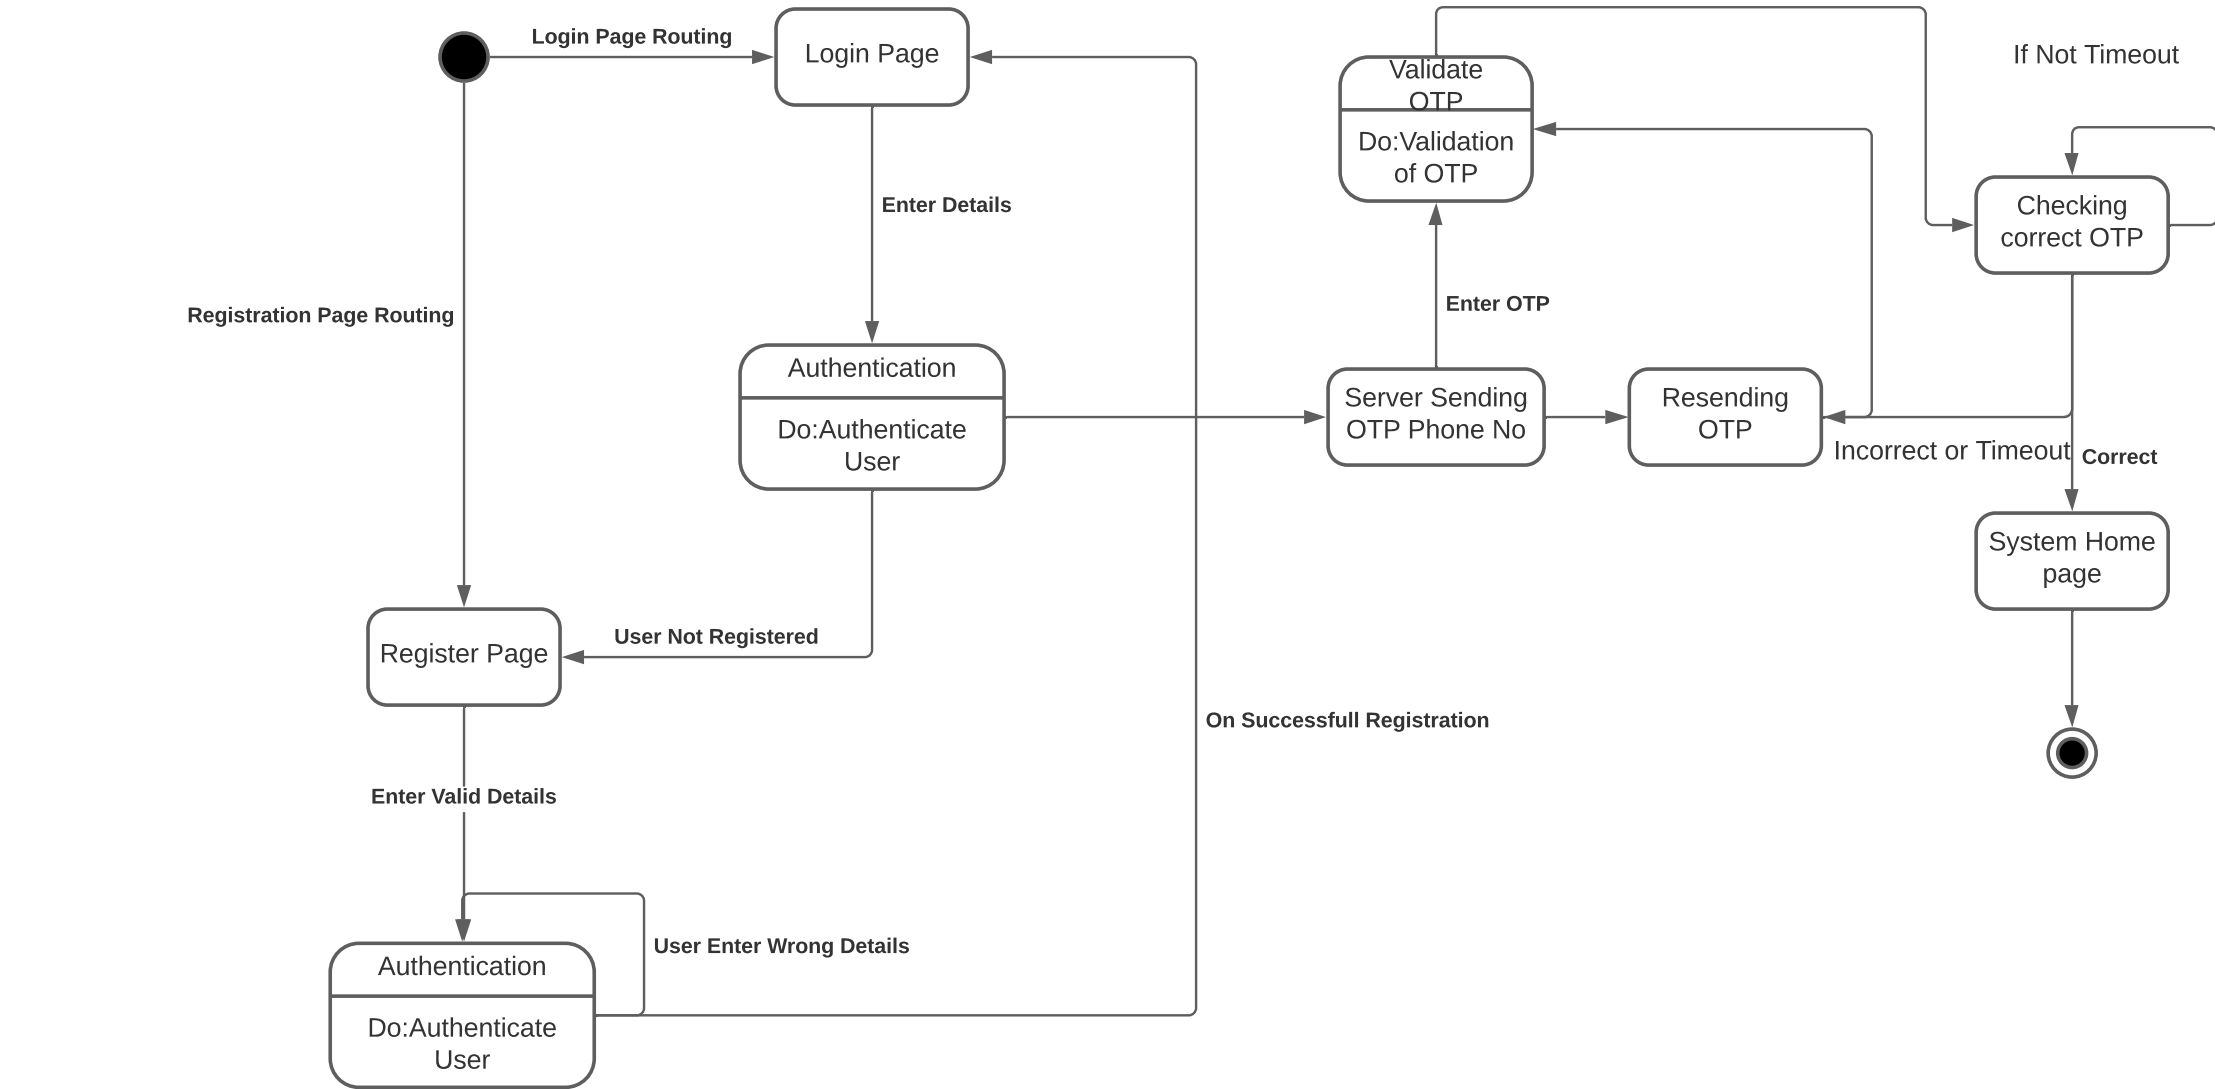 Login Page Routing
Login Page
Validate
OTP
Do:Validation
of OTP
If Not Timeout
Checking
correct OTP
Enter Details
Enter OTP
Registration Page Routing
Authentication
Do:Authenticate
User
Server Sending
OTP Phone No
Resending
OTP
Incorrect or Timeout
Correct
System Home
page
User Not Registered
Register Page
On Successfull Registration
Enter Valid Details
User Enter Wrong Details
Authentication
Do:Authenticate
User